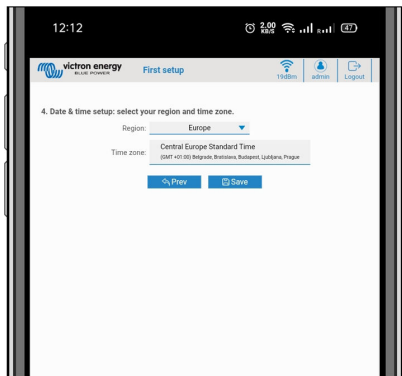 12:12
2.00 KB/S R 47
victron energy
BLUE POWER
First setup
19dBm
admin
Logout
4. Date & time setup: select your region and time zone.
Region: Europe
Time zone: Central Europe Standard Time
(GMT +01:00) Belgrade, Bratislava, Budapest, Ljubljana, Prague
Prev
Save